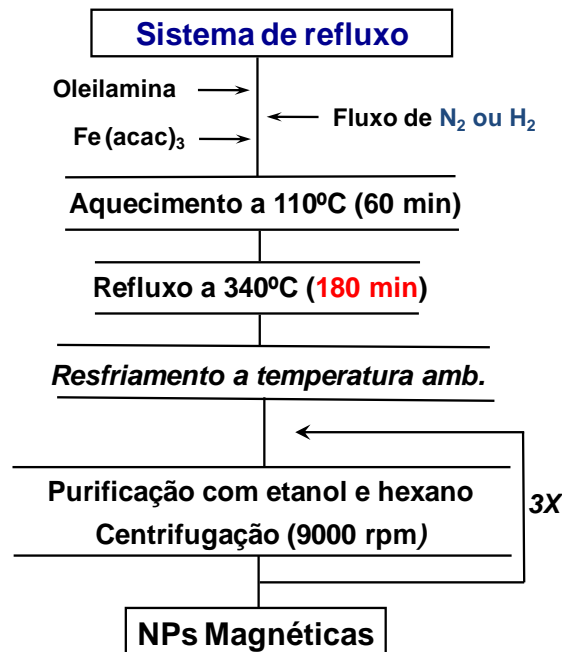 Sistema de refluxo
Oleilamina
Fluxo de N₂ ou H₂
Fe(acac)₃
Aquecimento a 110ºC (60 min)
Refluxo a 340ºC (180 min)
Resfriamento a temperatura amb.
Purificação com etanol e hexano
Centrifugação (9000 rpm)
3X
NPs Magnéticas